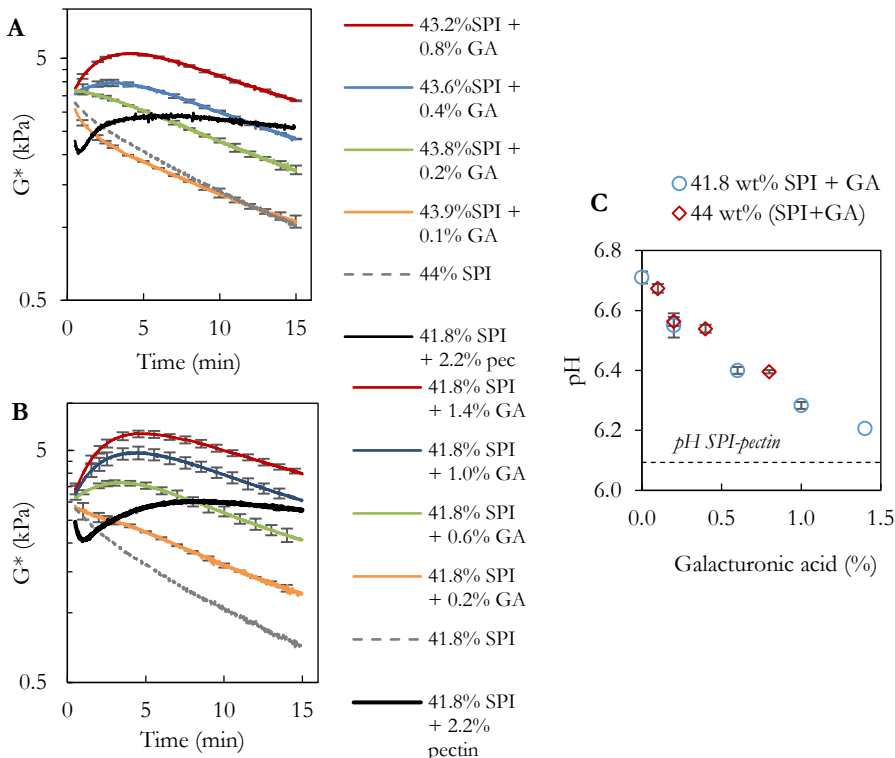 A
5
G* (kPa)
0.5
0
5
10
15
Time (min)
43.2%SPI +
0.8% GA
43.6%SPI +
0.4% GA
43.8%SPI +
0.2% GA
43.9%SPI +
0.1% GA
44% SPI
41.8% SPI
+ 2.2% pec
B
5
G* (kPa)
0.5
0
5
10
15
Time (min)
41.8% SPI
+ 1.4% GA
41.8% SPI
+ 1.0% GA
41.8% SPI
+ 0.6% GA
41.8% SPI
+ 0.2% GA
41.8% SPI
41.8% SPI
+ 2.2%
pectin
C
41.8 wt% SPI + GA
44 wt% (SPI+GA)
6.8
6.6
6.4
6.2
6.0
pH
pH SPI-pectin
0.0
0.5
1.0
1.5
Galacturonic acid (%)